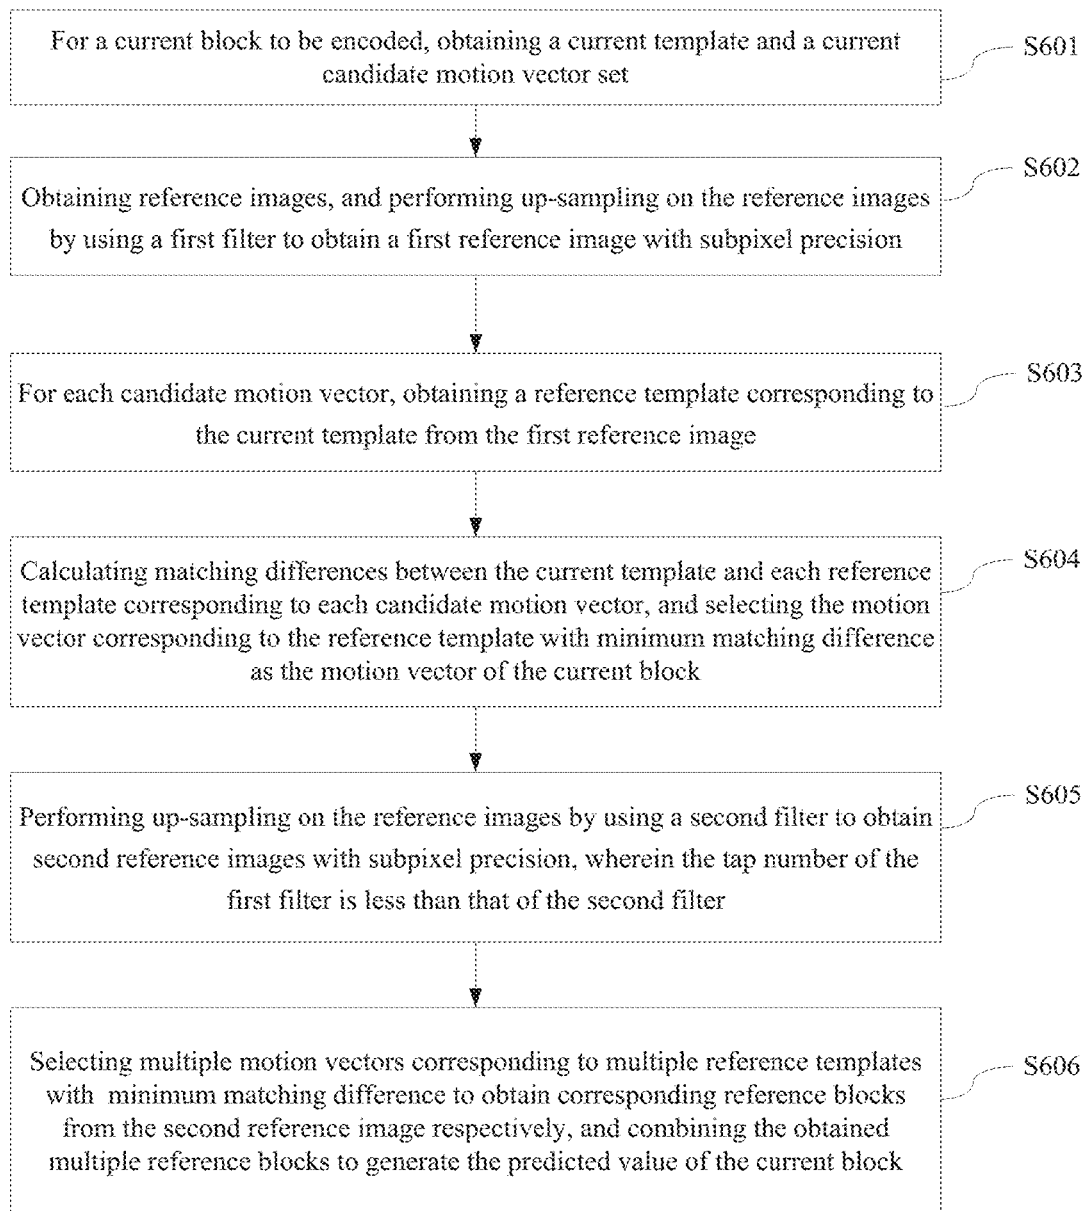 For a current block to be encoded, obtaining a current template and a current
candidate motion vector set
S601
Obtaining reference images, and performing up-sampling on the reference images
by using a first filter to obtain a first reference image with subpixel precision
S602
For each candidate motion vector, obtaining a reference template corresponding to
the current template from the first reference image
S603
Calculating matching differences between the current template and each reference
template corresponding to each candidate motion vector, and selecting the motion
vector corresponding to the reference template with minimum matching difference
as the motion vector of the current block
S604
Performing up-sampling on the reference images by using a second filter to obtain
second reference images with subpixel precision, wherein the tap number of the
first filter is less than that of the second filter
S605
Selecting multiple motion vectors corresponding to multiple reference templates
with minimum matching difference to obtain corresponding reference blocks
from the second reference image respectively, and combining the obtained
multiple reference blocks to generate the predicted value of the current block
S606